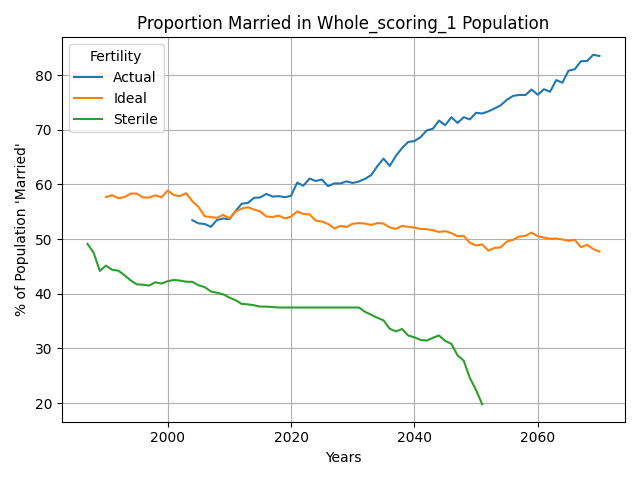 Proportion Married in Whole_scoring_1 Population
Fertility
Actual
Ideal
Sterile
% of Population 'Married'
80
70
60
50
40
30
20
2000
2020
2040
2060
Years